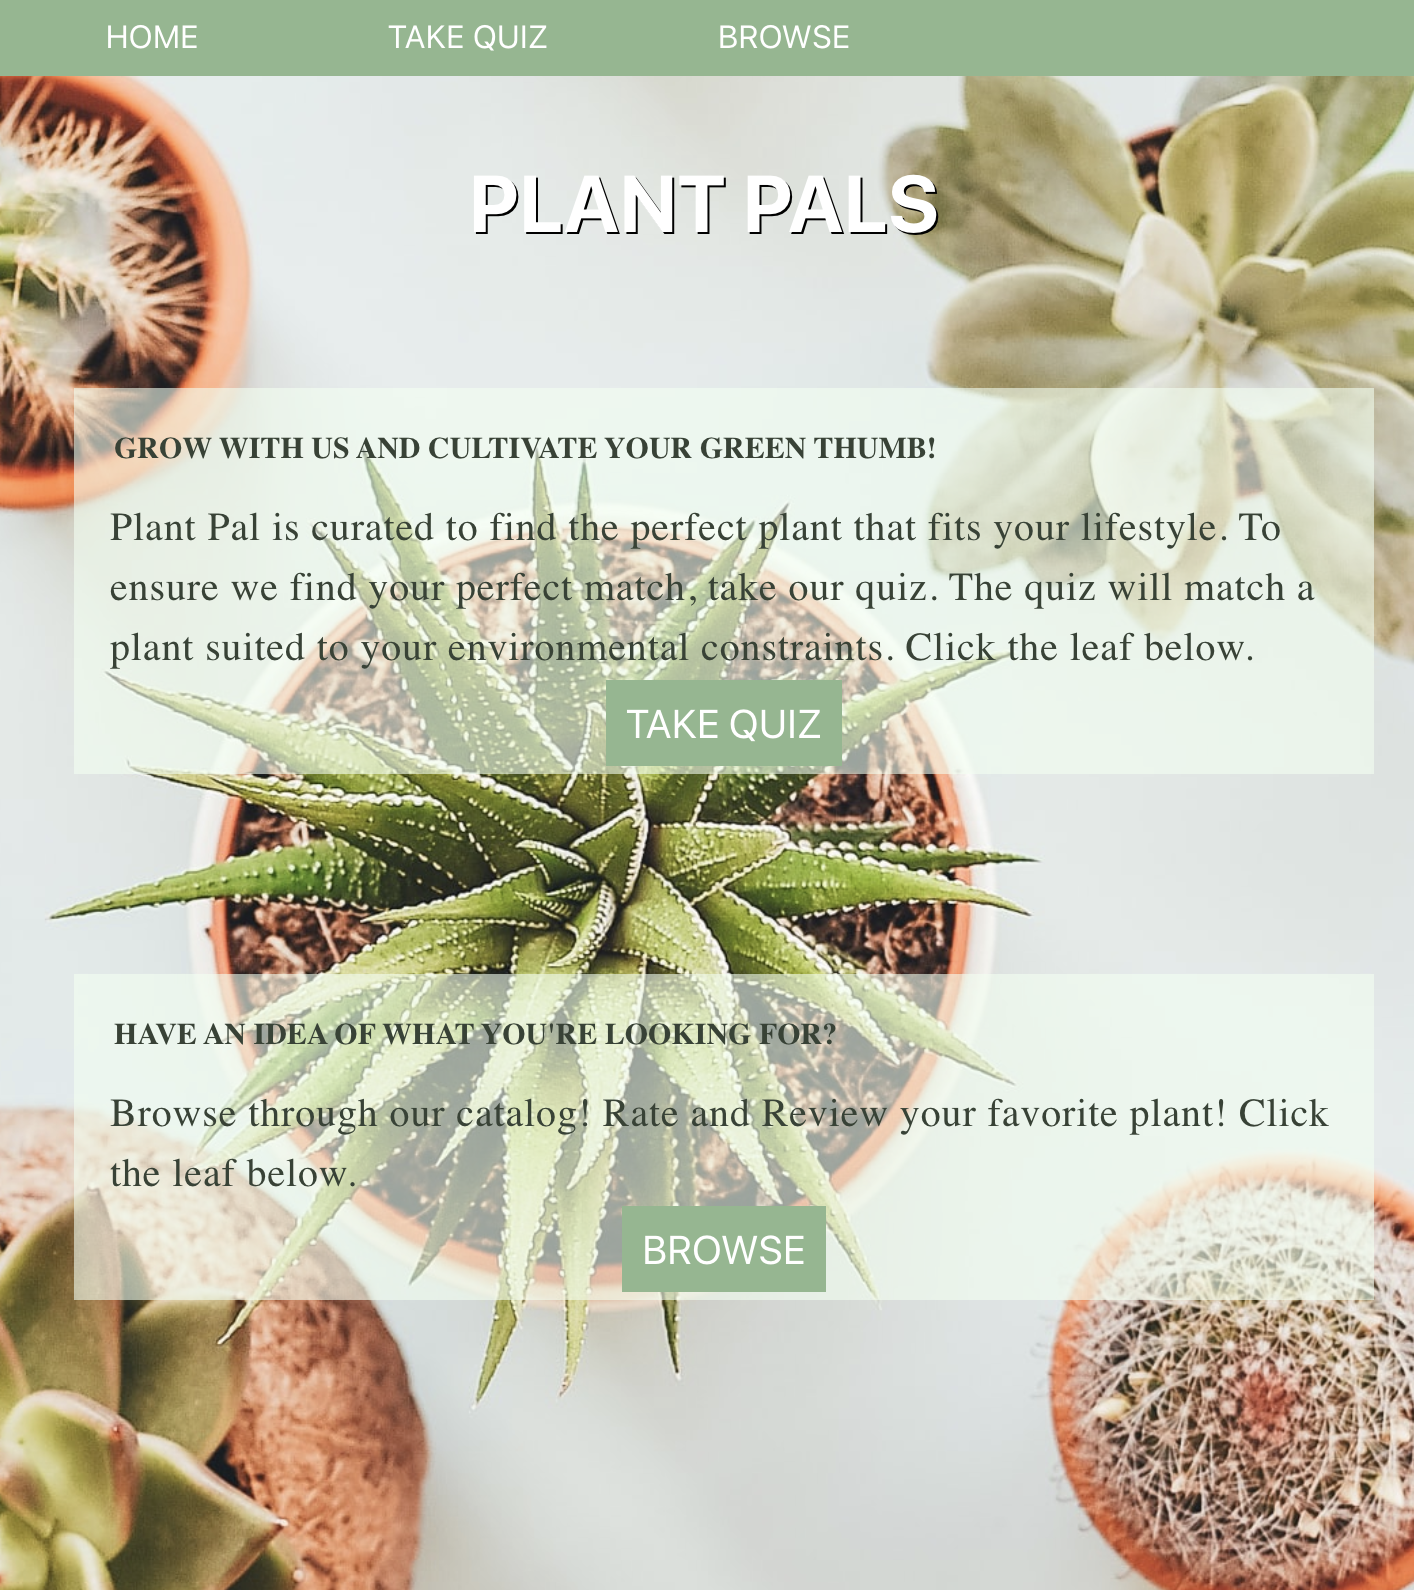 HOME TAKE QUIZ BROWSE
PLANT PALS
GROW WITH US AND CULTIVATE YOUR GREEN THUMB!
Plant Pal is curated to find the perfect plant that fits your lifestyle. To
ensure we find your perfect match, take our quiz. The quiz will match a
plant suited to your environmental constraints. Click the leaf below.
TAKE QUIZ
HAVE AN IDEA OF WHAT YOU'RE LOOKING FOR?
Browse through our catalog! Rate and Review your favorite plant! Click
the leaf below.
BROWSE